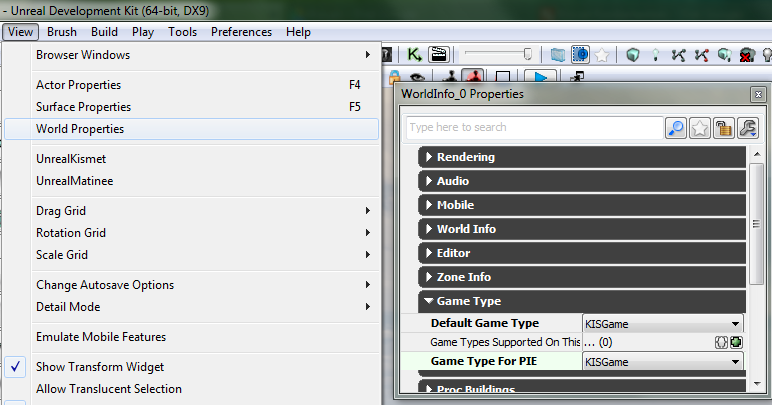 - Unreal Development Kit (64-bit, DX9)
View Brush Build Play Tools Preferences Help
Browser Windows
Actor Properties F4
Surface Properties F5
World Properties
UnrealKismet
UnrealMatinee
Drag Grid
Rotation Grid
Scale Grid
Change Autosave Options
Detail Mode
Emulate Mobile Features
Show Transform Widget
Allow Translucent Selection
WorldInfo_0 Properties
Type here to search
Rendering
Audio
Mobile
World Info
Editor
Zone Info
Game Type
Default Game Type KISGame
Game Types Supported On This ... (0)
Game Type For PIE KISGame
Proc Buildings